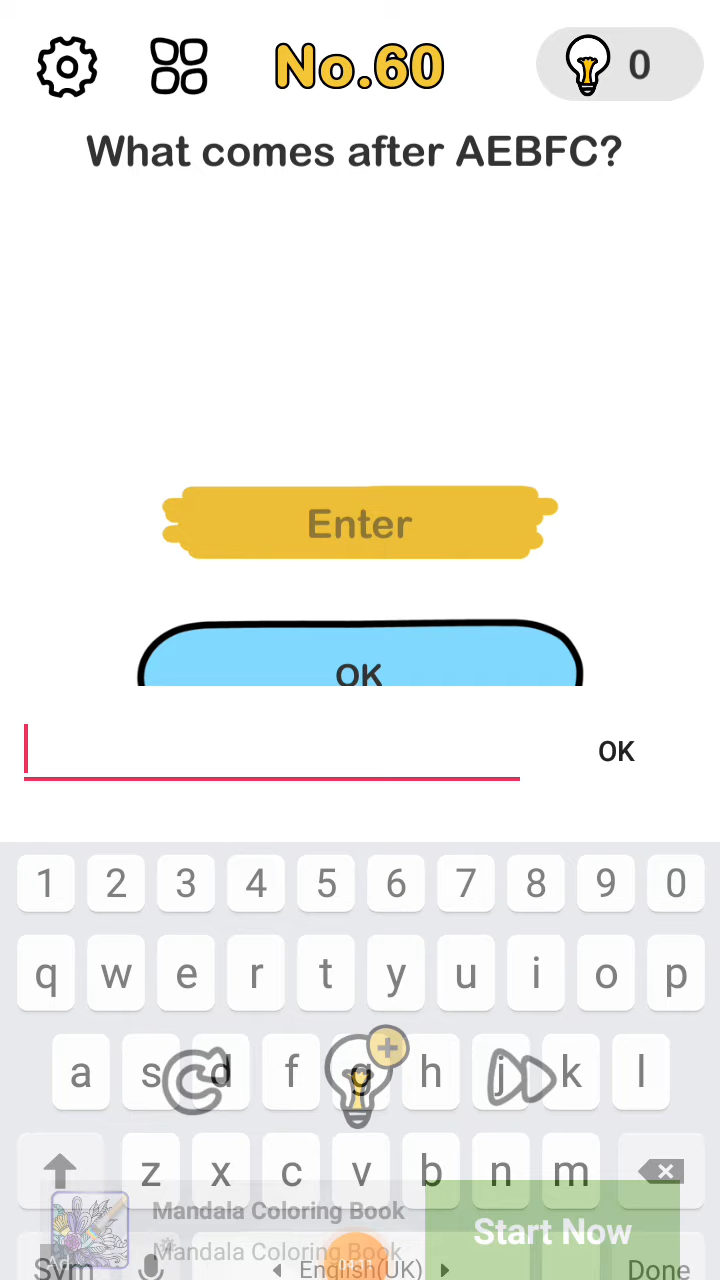 No.60
0
What comes after AEBFC?
Enter
OK
OK
1 2 3 4 5 6 7 8 9 0
q w e r t y u i o p
a s d f g h j k l
z x c v b n m
Mandala Coloring Book
Mandala Coloring Book
Start Now
Sym
English(UK)
Done